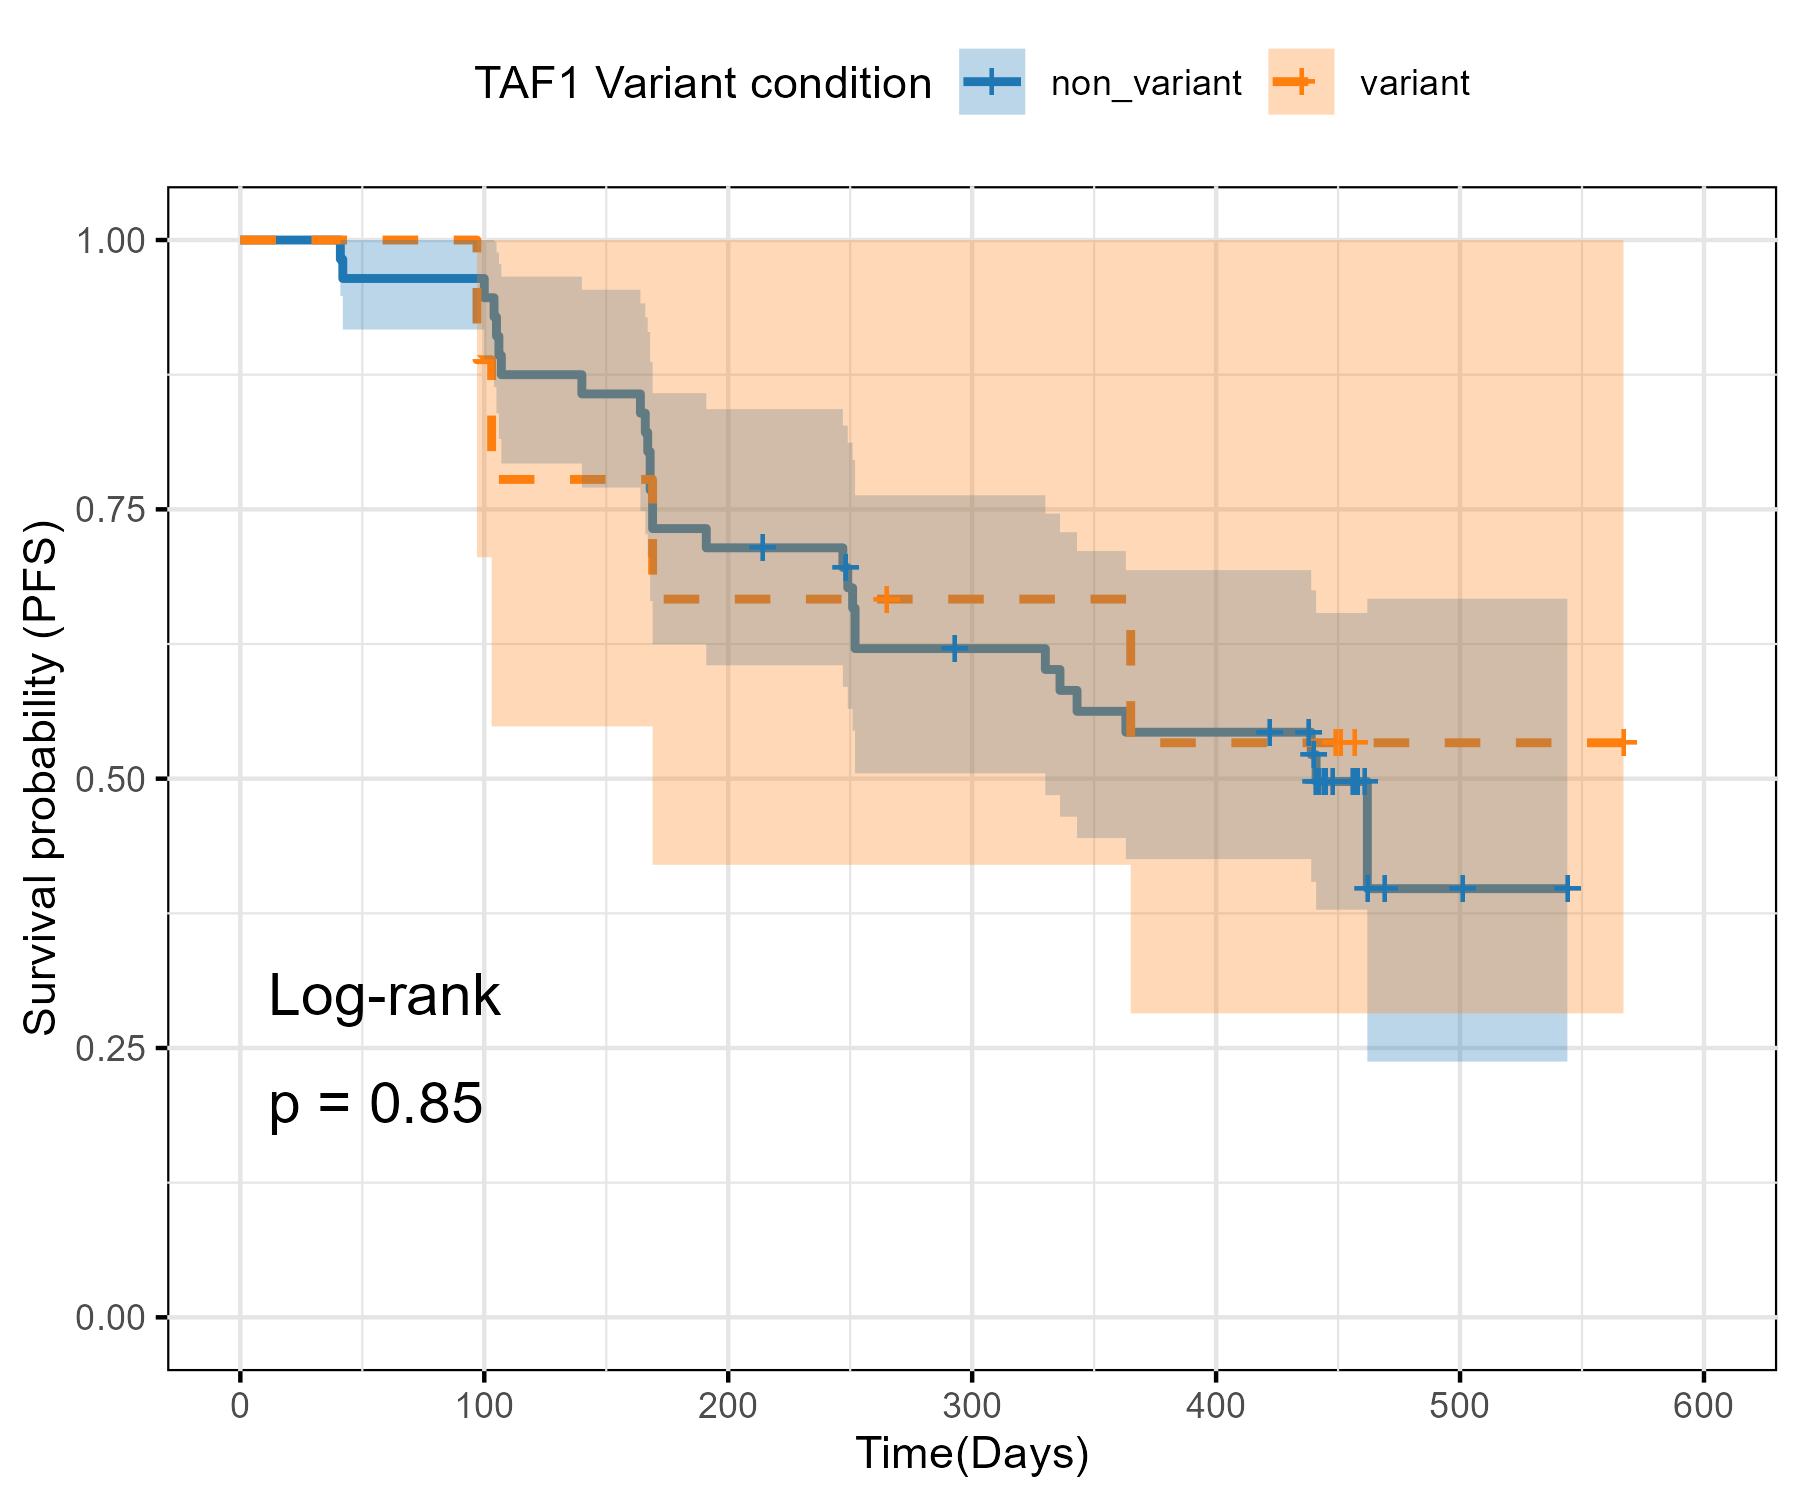 TAF1 Variant condition non_variant variant
Survival probability (PFS)
1.00
0.75
0.50
0.25
0.00
Log-rank
p = 0.85
0 100 200 300 400 500 600
Time(Days)